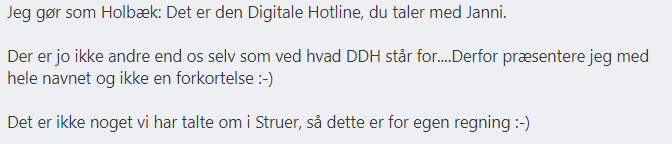 Jeg gør som Holbæk: Det er den Digitale Hotline, du taler med Janni.
Der er jo ikke andre end os selv som ved hvad DDH står for....Derfor præsentere jeg med
hele navnet og ikke en forkortelse :-)
Det er ikke noget vi har talte om i Struer, så dette er for egen regning :-)